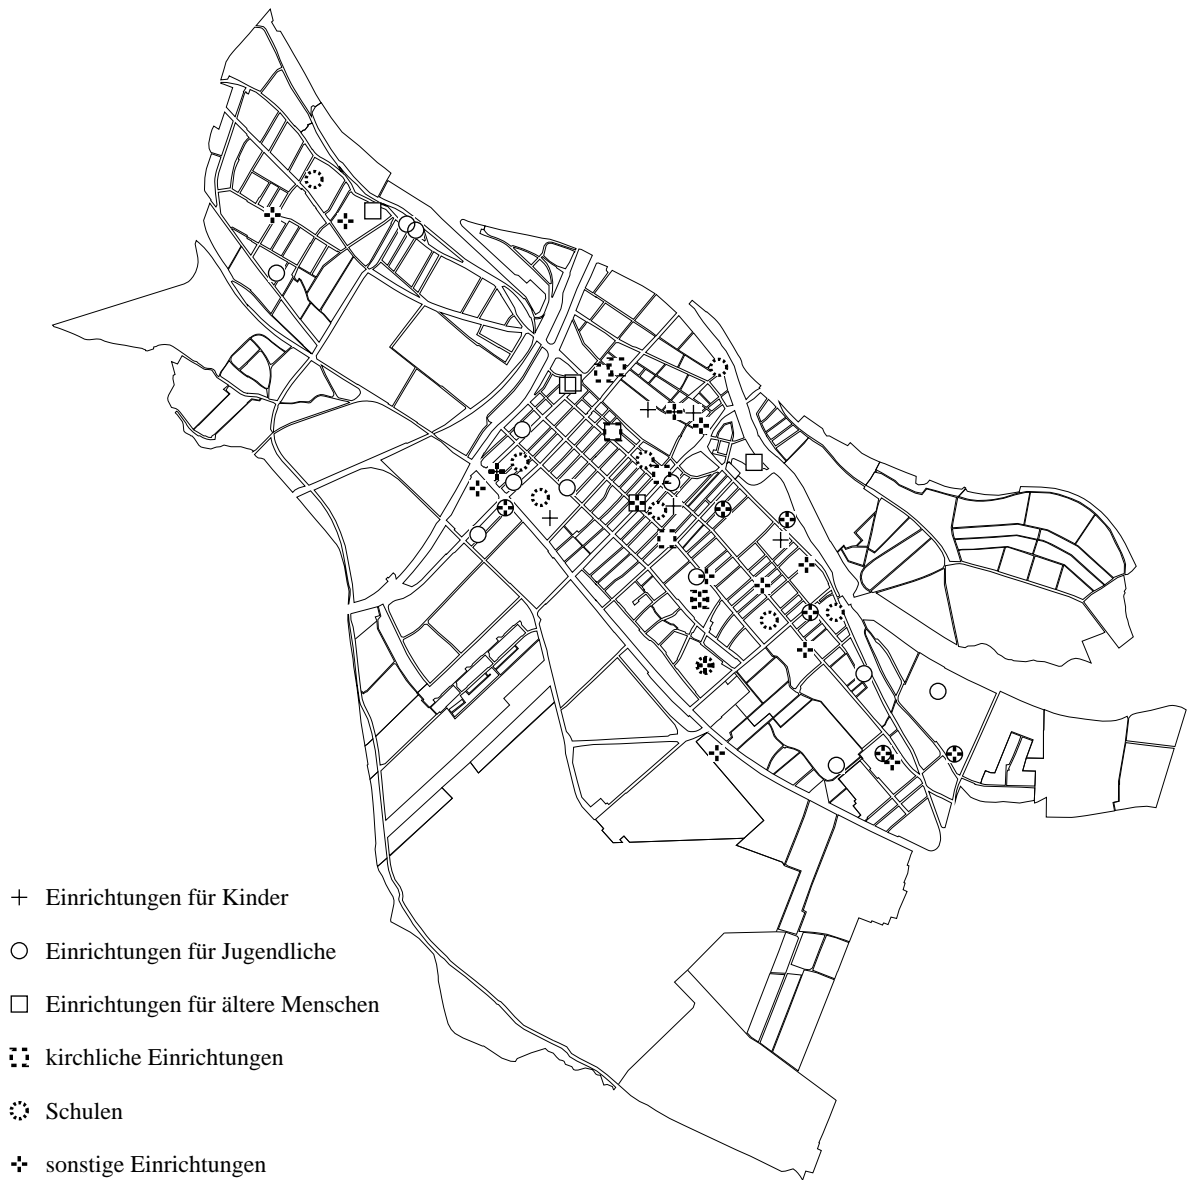 Einrichtungen für Kinder
Einrichtungen für Jugendliche
Einrichtungen für ältere Menschen
kirchliche Einrichtungen
Schulen
sonstige Einrichtungen